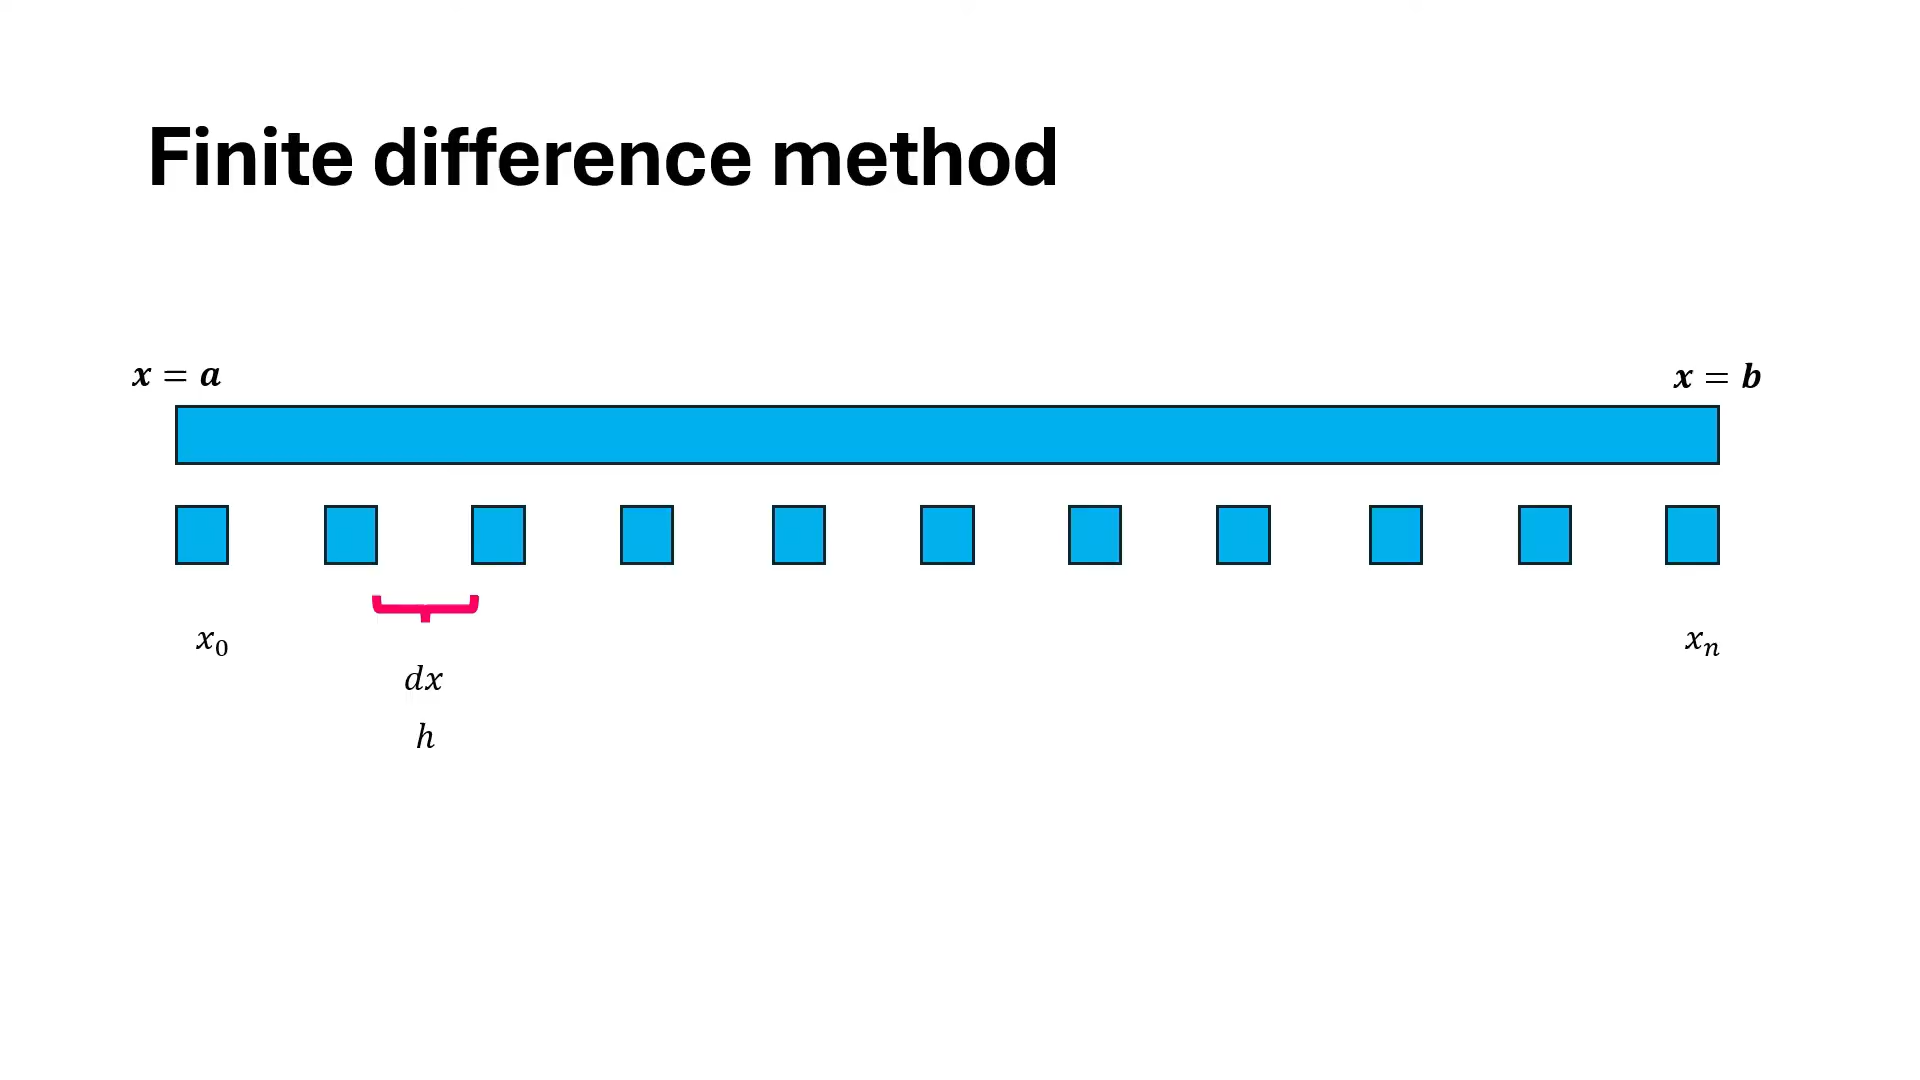 Finite difference method
x = a
x = b
x₀
xₙ
dx
h